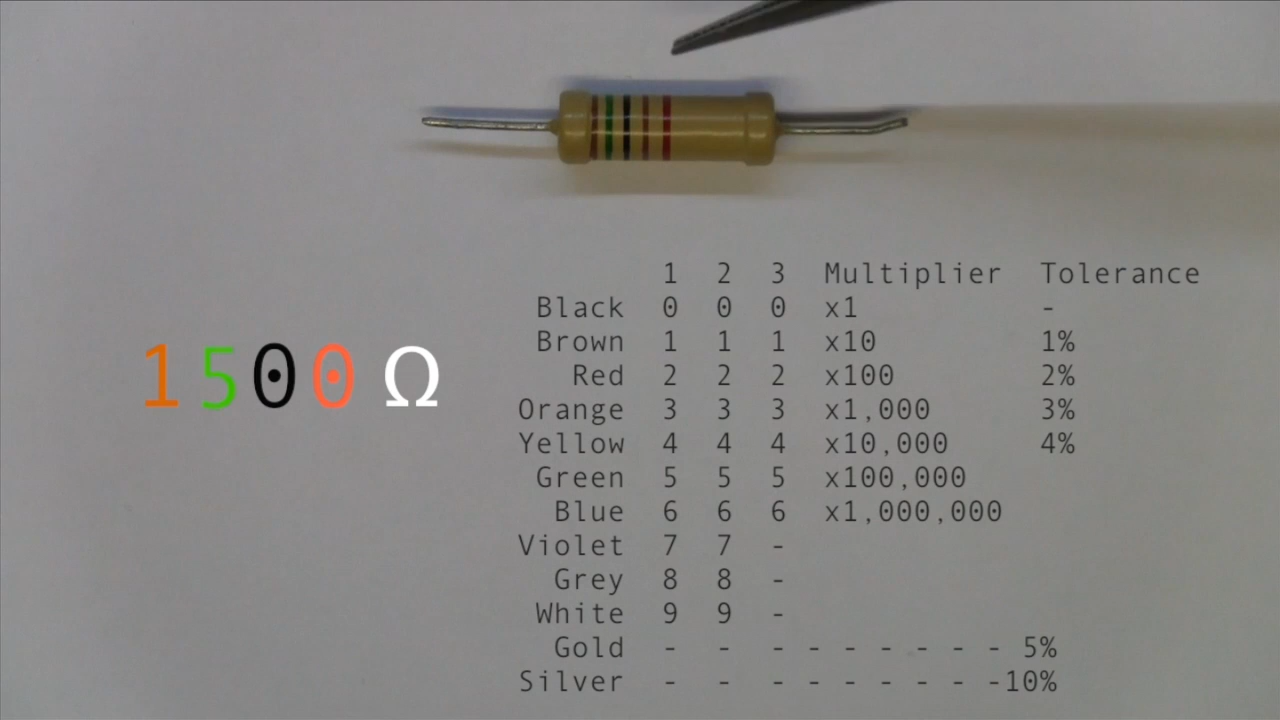 1 2 3 Multiplier Tolerance
Black 0 0 0 x1 -
Brown 1 1 1 x10 1%
Red 2 2 2 x100 2%
Orange 3 3 3 x1,000 3%
Yellow 4 4 4 x10,000 4%
Green 5 5 5 x100,000
Blue 6 6 6 x1,000,000
Violet 7 7 -
Grey 8 8 -
White 9 9 -
Gold - - - - - - - - - 5%
Silver - - - - - - - - -10%
1500 Ω